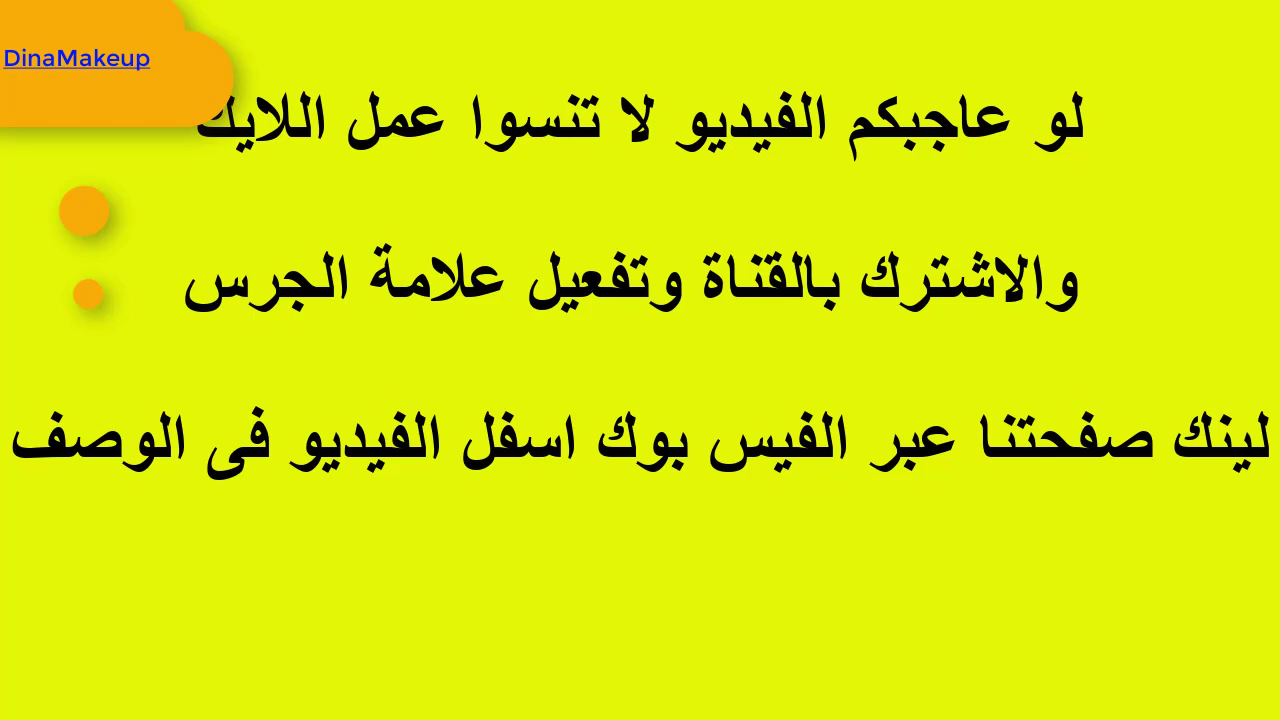 DinaMakeup
لو عاجبكم الفيديو لا تنسوا عمل اللايك
والاشترك بالقناة وتفعيل علامة الجرس
لينك صفحتنا عبر الفيس بوك اسفل الفيديو فى الوصف